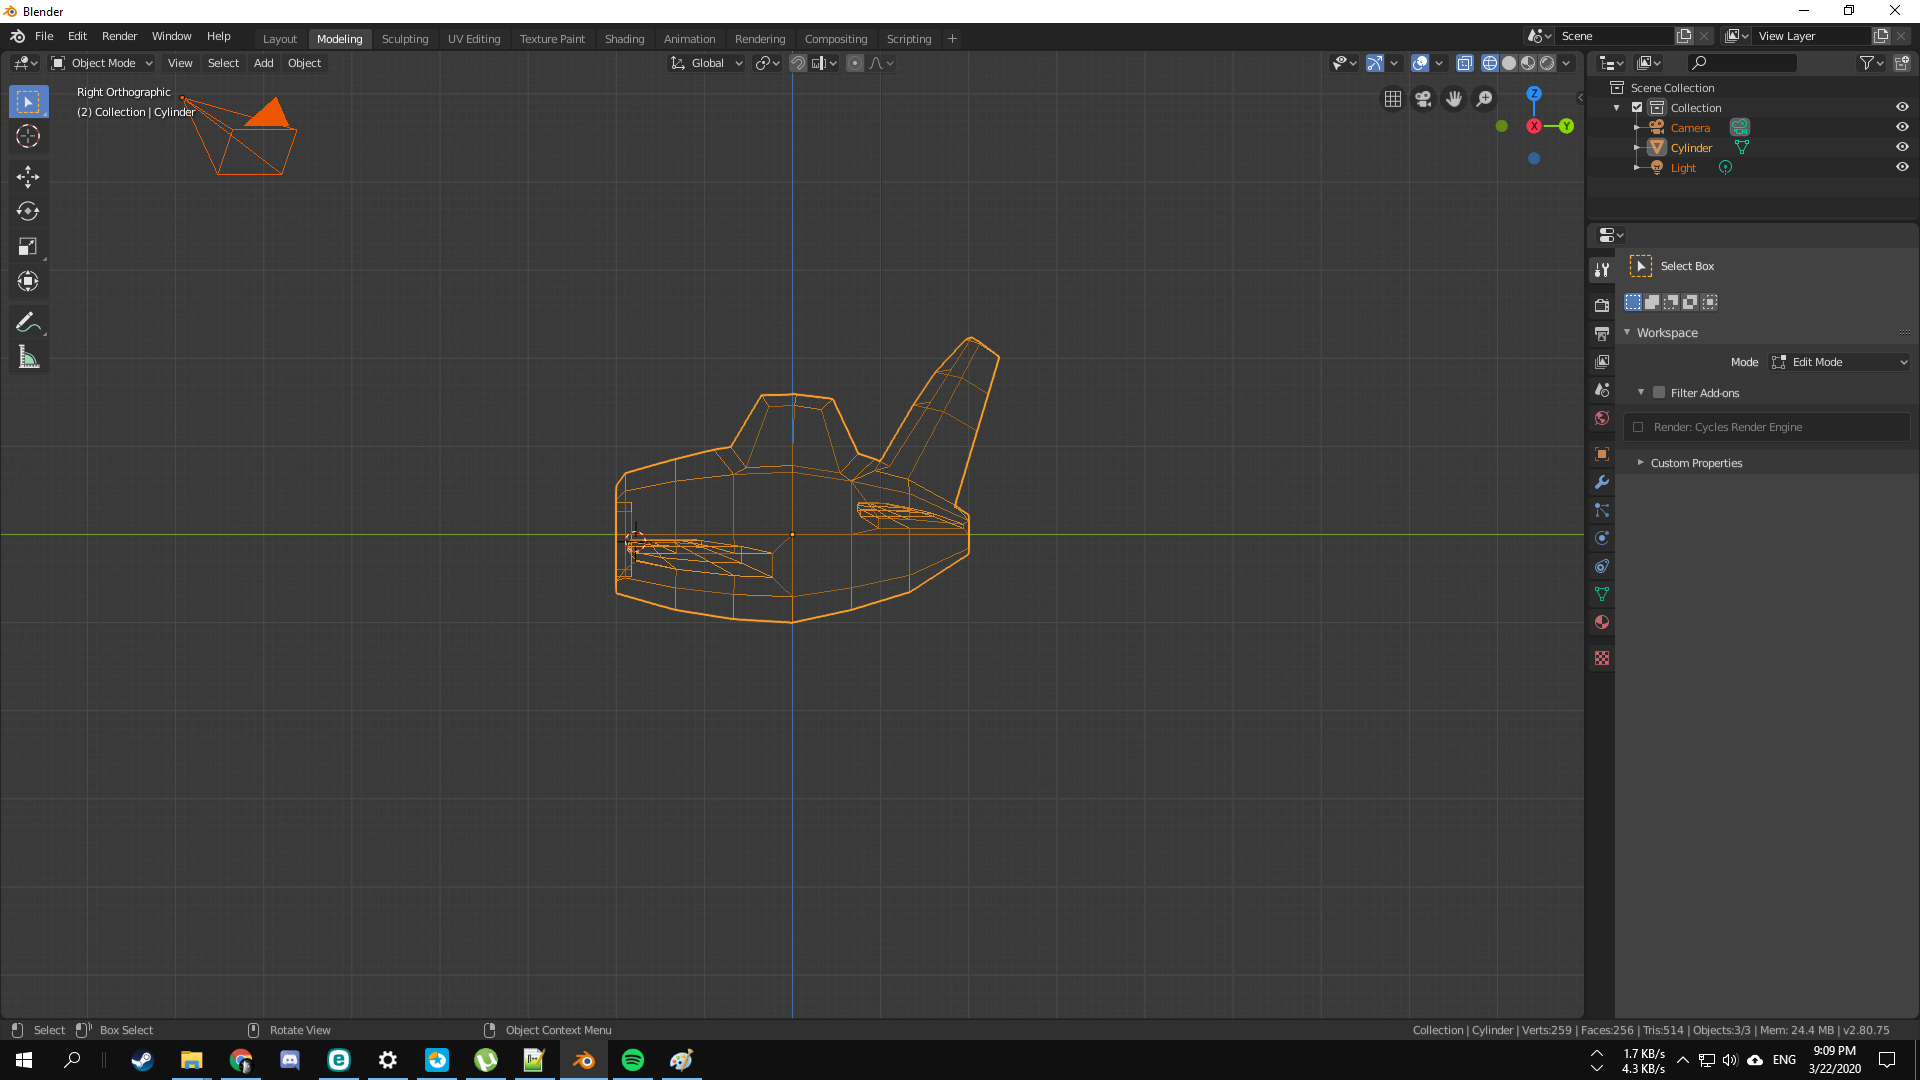 Blender
File Edit Render Window Help
Layout Modeling Sculpting UV Editing Texture Paint Shading Animation Rendering Compositing Scripting +
Scene
View Layer
Object Mode View Select Add Object
Global
Right Orthographic
(2) Collection | Cylinder
Z
X
Y
Scene Collection
Collection
Camera
Cylinder
Light
Select Box
Workspace
Mode Edit Mode
Filter Add-ons
Render: Cycles Render Engine
Custom Properties
Select Box Select Rotate View Object Context Menu
Collection | Cylinder | Verts:259 | Faces:256 | Tris:514 | Objects:3/3 | Mem: 24.4 MB | v2.80.75
1.7 KB/s
4.3 KB/s
ENG
9:09 PM
3/22/2020